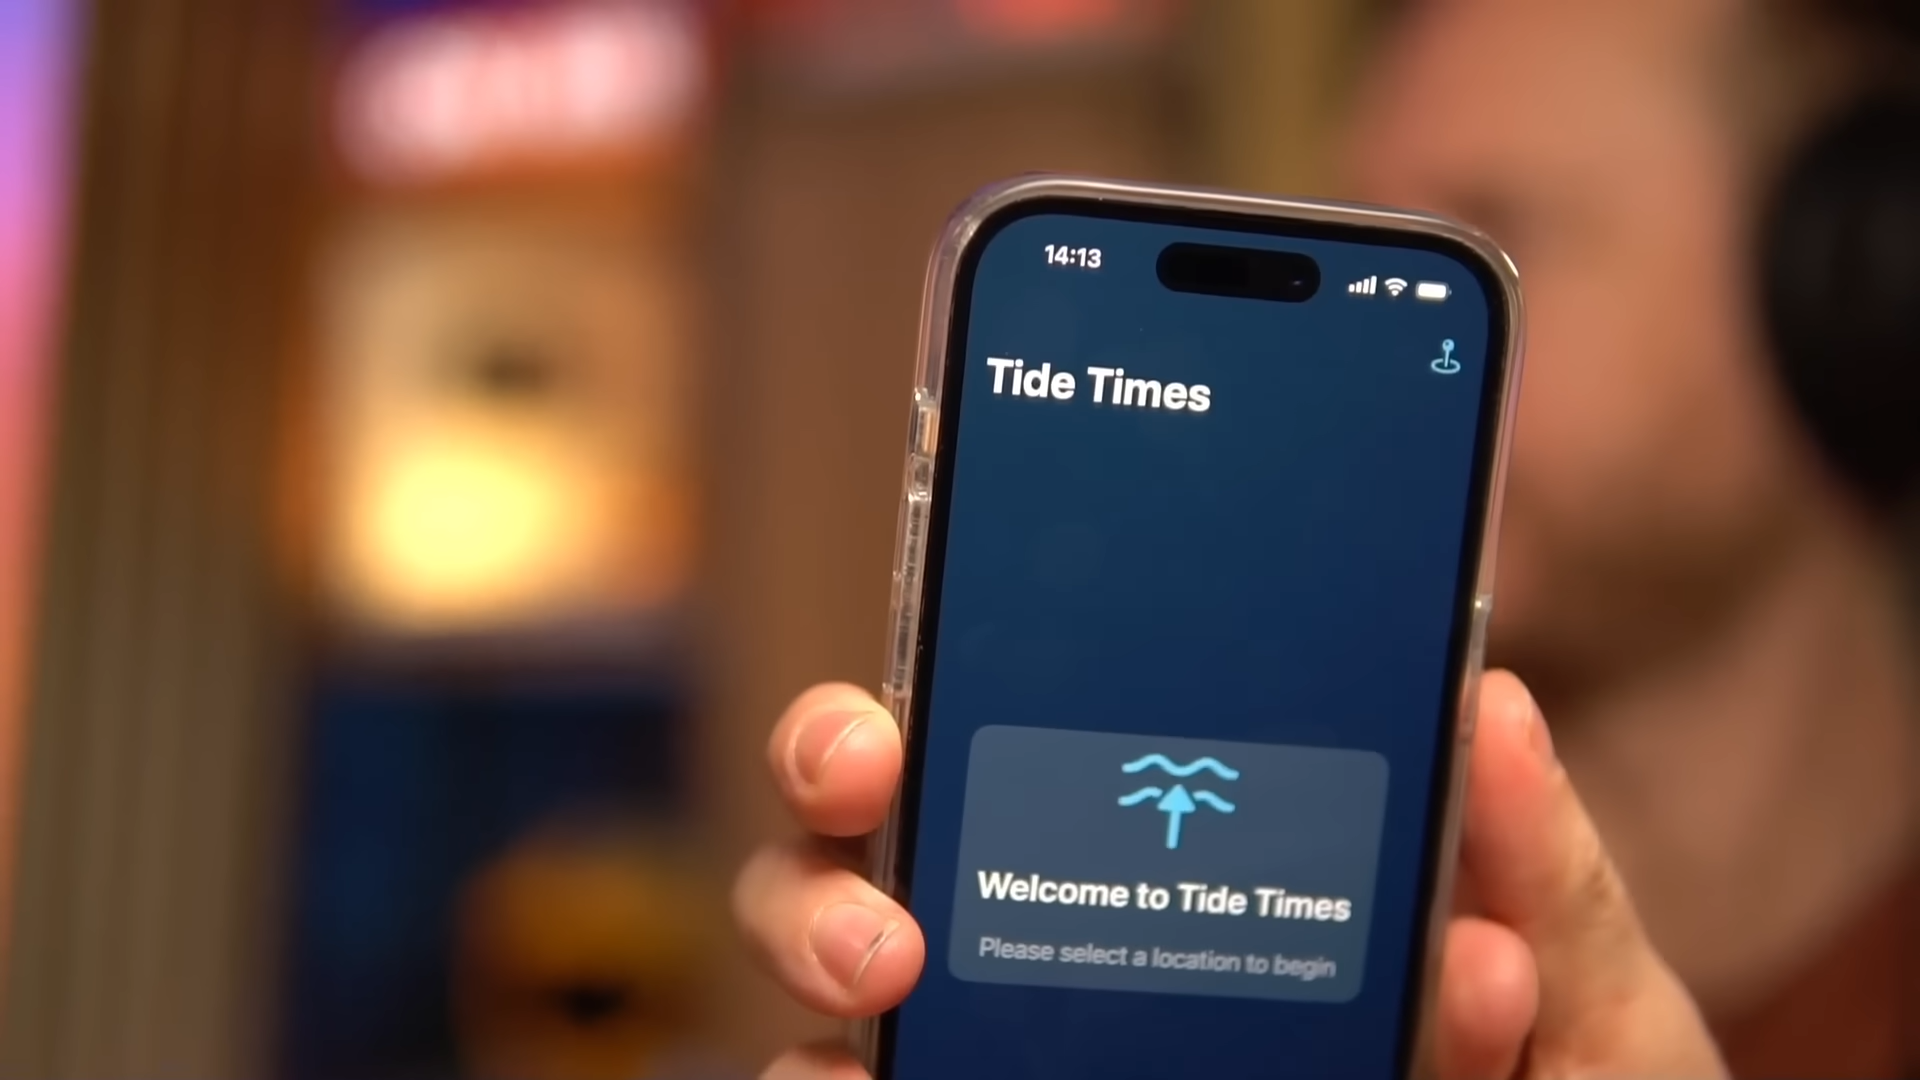 14:13
Tide Times
Welcome to Tide Times
Please select a location to begin